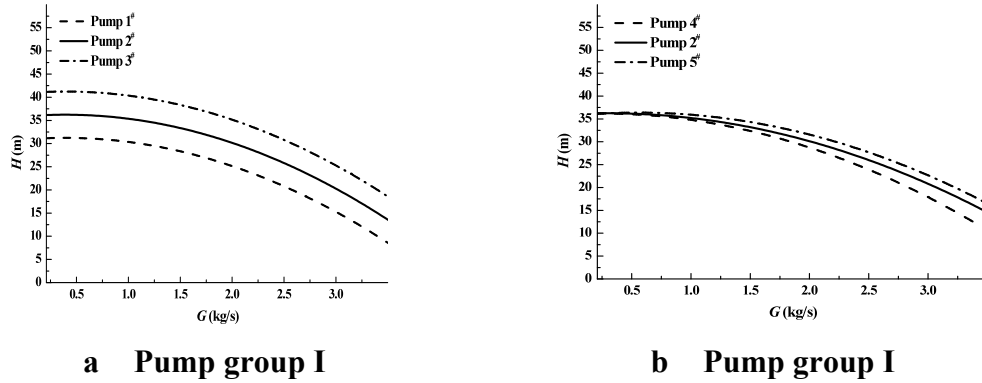 55
50
45
40
35
30
25
20
15
10
5
0
H (m)
Pump 1#
Pump 2#
Pump 3#
0.5 1.0 1.5 2.0 2.5 3.0
G (kg/s)
a Pump group I
55
50
45
40
35
30
25
20
15
10
5
0
H (m)
Pump 4#
Pump 2#
Pump 5#
0.5 1.0 1.5 2.0 2.5 3.0
G (kg/s)
b Pump group I